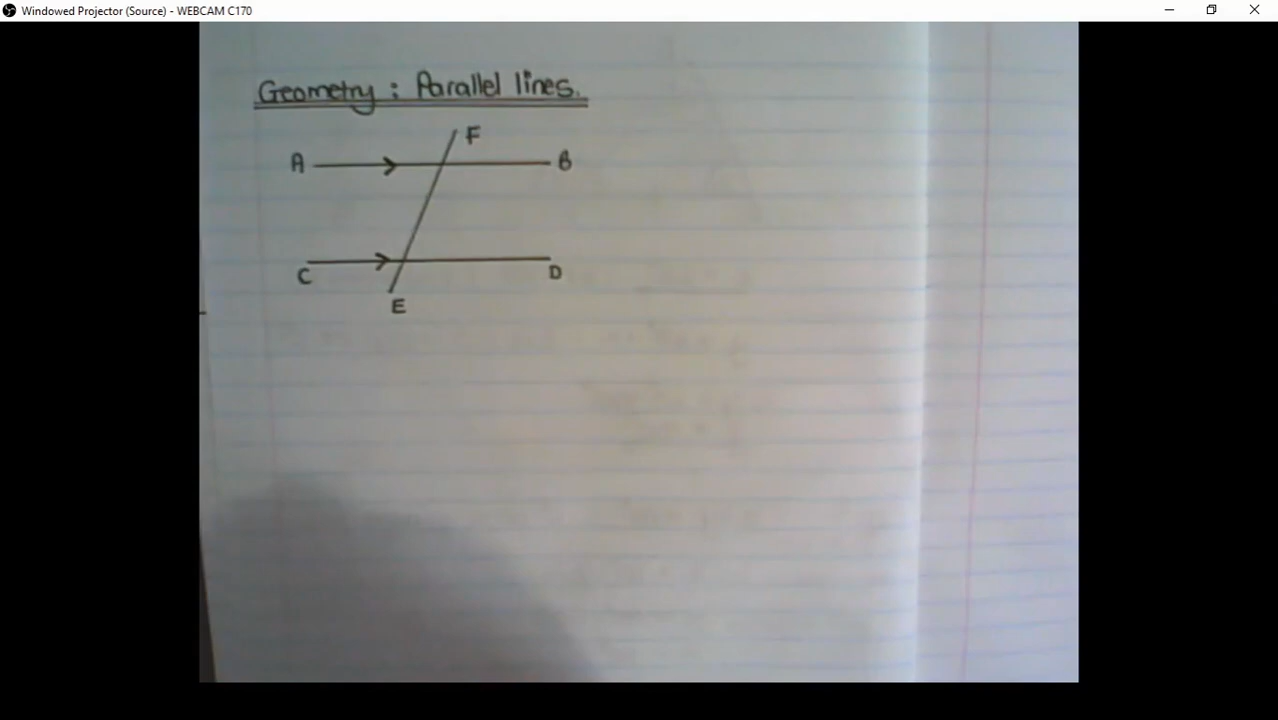 Windowed Projector (Source) - WEBCAM C170
Geometry : Parallel lines.
F
A B
C D
E